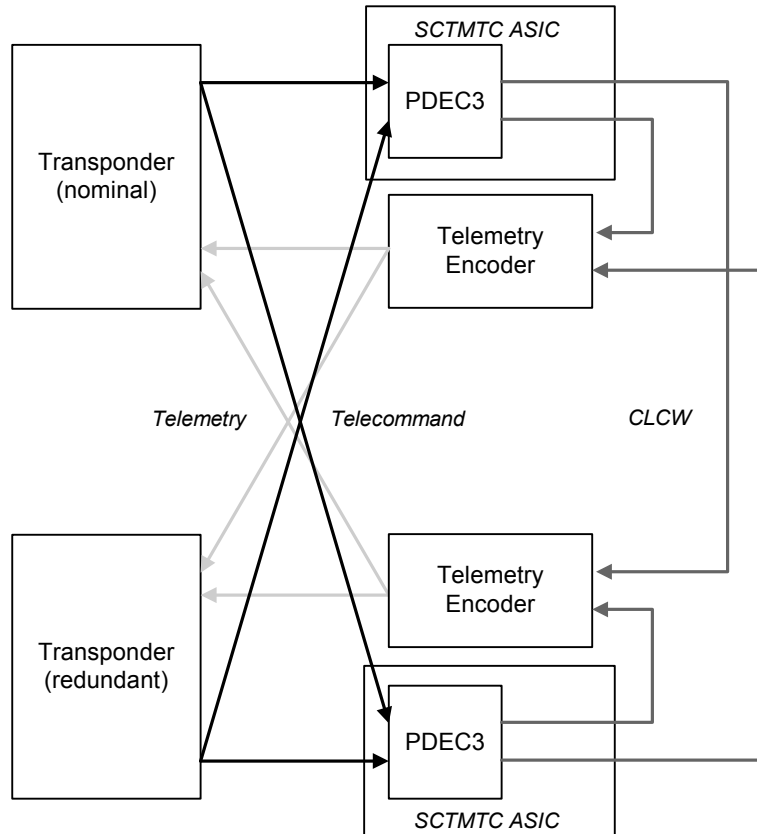 SCTMTC ASIC
PDEC3
Transponder
(nominal)
Telemetry
Encoder
Telemetry
Telecommand
CLCW
Telemetry
Encoder
Transponder
(redundant)
PDEC3
SCTMTC ASIC